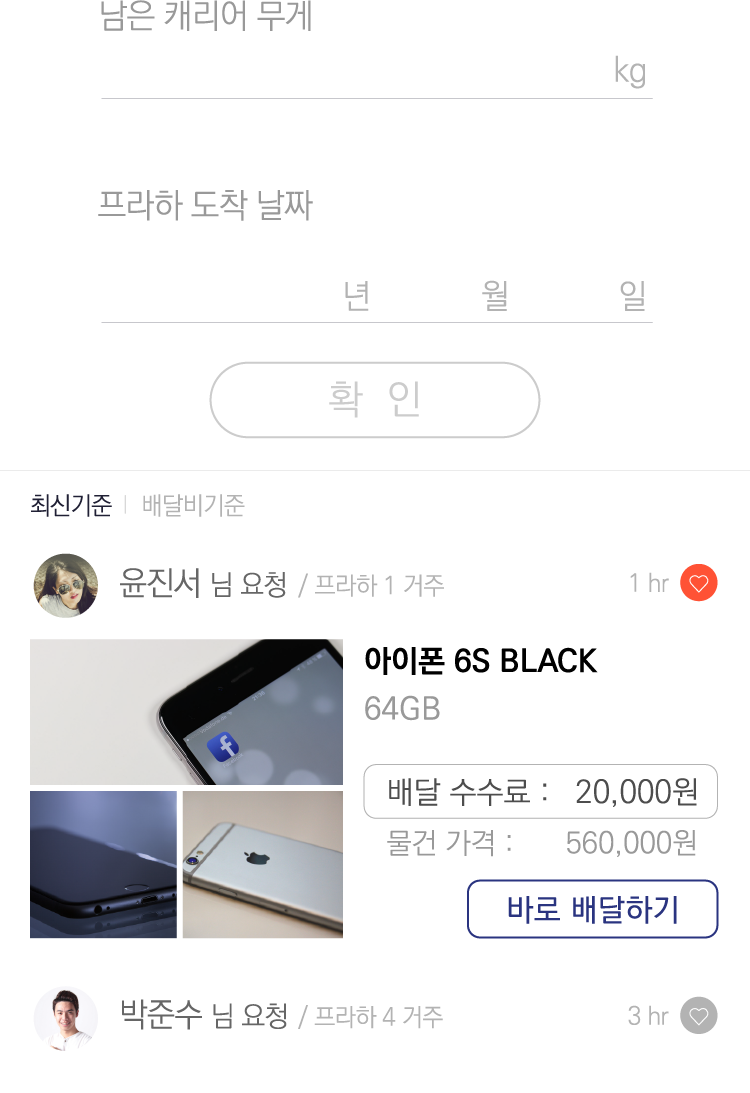 남은 캐리어 무게
kg
프라하 도착 날짜
년 월 일
확 인
최신기준 | 배달비기준
윤진서 님 요청 / 프라하 1 거주 1 hr
아이폰 6S BLACK
64GB
배달 수수료 : 20,000원
물건 가격 : 560,000원
바로 배달하기
박준수 님 요청 / 프라하 4 거주 3 hr